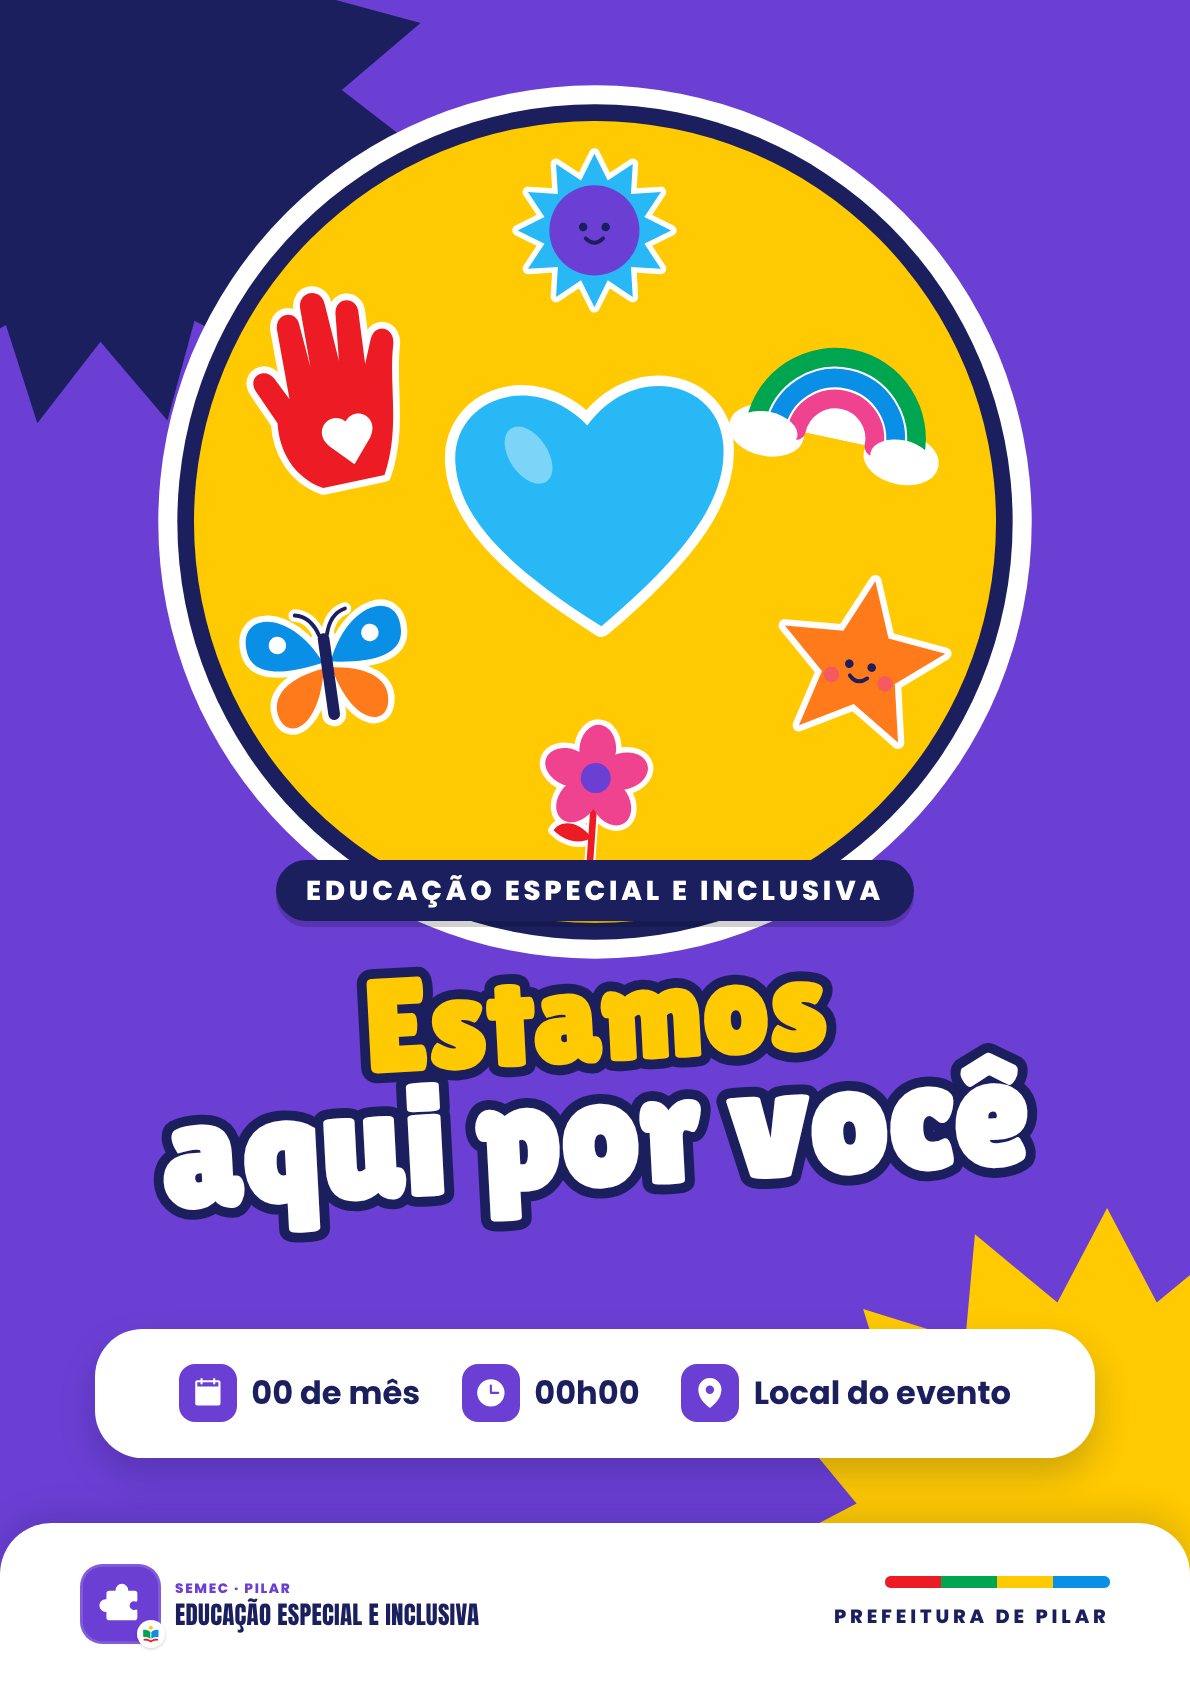 EDUCAÇÃO ESPECIAL E INCLUSIVA
Estamos
aqui por você
00 de mês
00h00
Local do evento
SEMEC · PILAR
EDUCAÇÃO ESPECIAL E INCLUSIVA
PREFEITURA DE PILAR